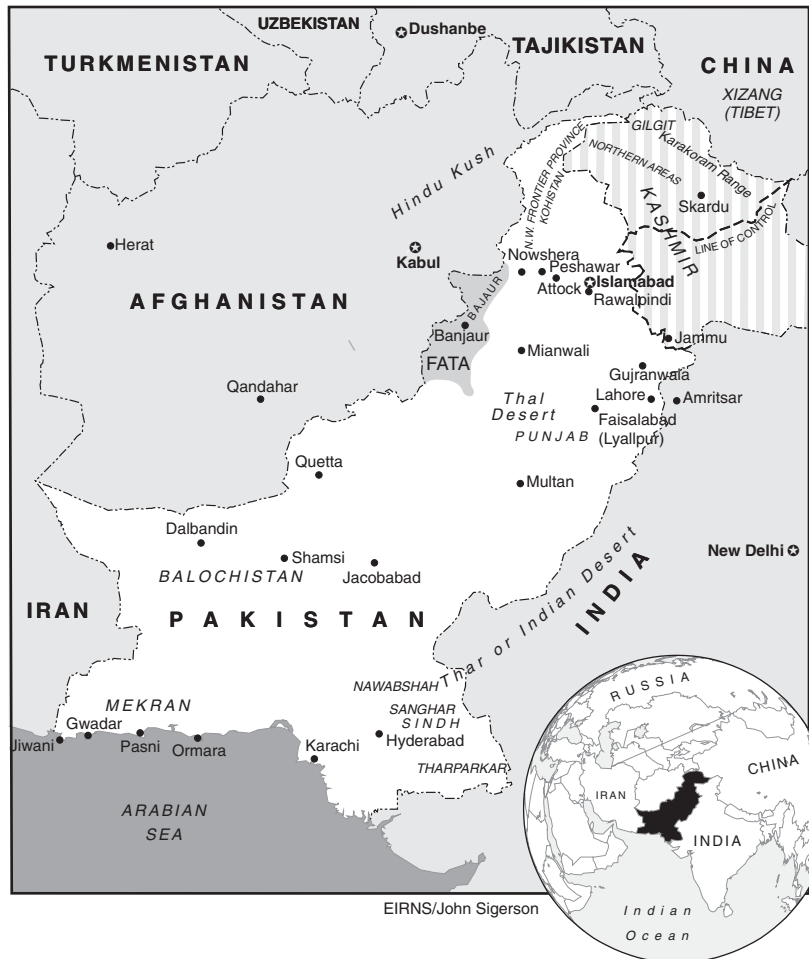 UZBEKISTAN
Dushanbe
TURKMENISTAN
TAJIKISTAN
CHINA
XIZANG
(TIBET)
Hindu Kush
N.W. FRONTIER PROVINCE
KOHISTAN
GILGIT
Karakoram Range
NORTHERN AREAS
Skardu
KASHMIR
LINE OF CONTROL
Herat
Kabul
Nowshera
Peshawar
Islamabad
Attock
Rawalpindi
AFGHANISTAN
BAJAUR
Banjaur
FATA
Mianwali
Jammu
Gujranwala
Qandahar
Thal
Desert
Lahore
Amritsar
Faisalabad
(Lyallpur)
PUNJAB
Quetta
Multan
Dalbandin
Shamsi
Jacobabad
BALOCHISTAN
New Delhi
Thar or Indian Desert
INDIA
IRAN
PAKISTAN
NAWABSHAH
MEKRAN
SANGHAR
SINDH
Gwadar
Jiwani
Pasni
Ormara
Karachi
Hyderabad
THARPARKAR
ARABIAN
SEA
RUSSIA
CHINA
IRAN
INDIA
Indian
Ocean
EIRNS/John Sigerson